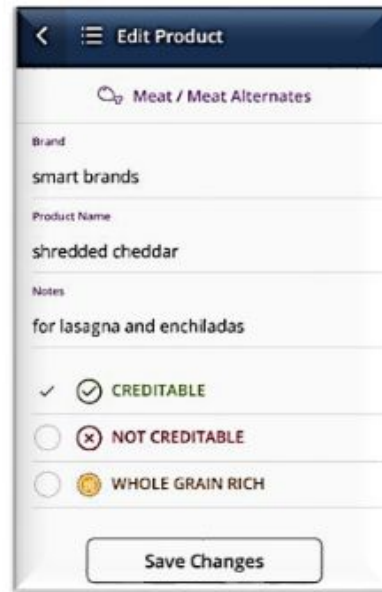 Edit Product
Meat / Meat Alternates
Brand
smart brands
Product Name
shredded cheddar
Notes
for lasagna and enchiladas
CREDITABLE
NOT CREDITABLE
WHOLE GRAIN RICH
Save Changes